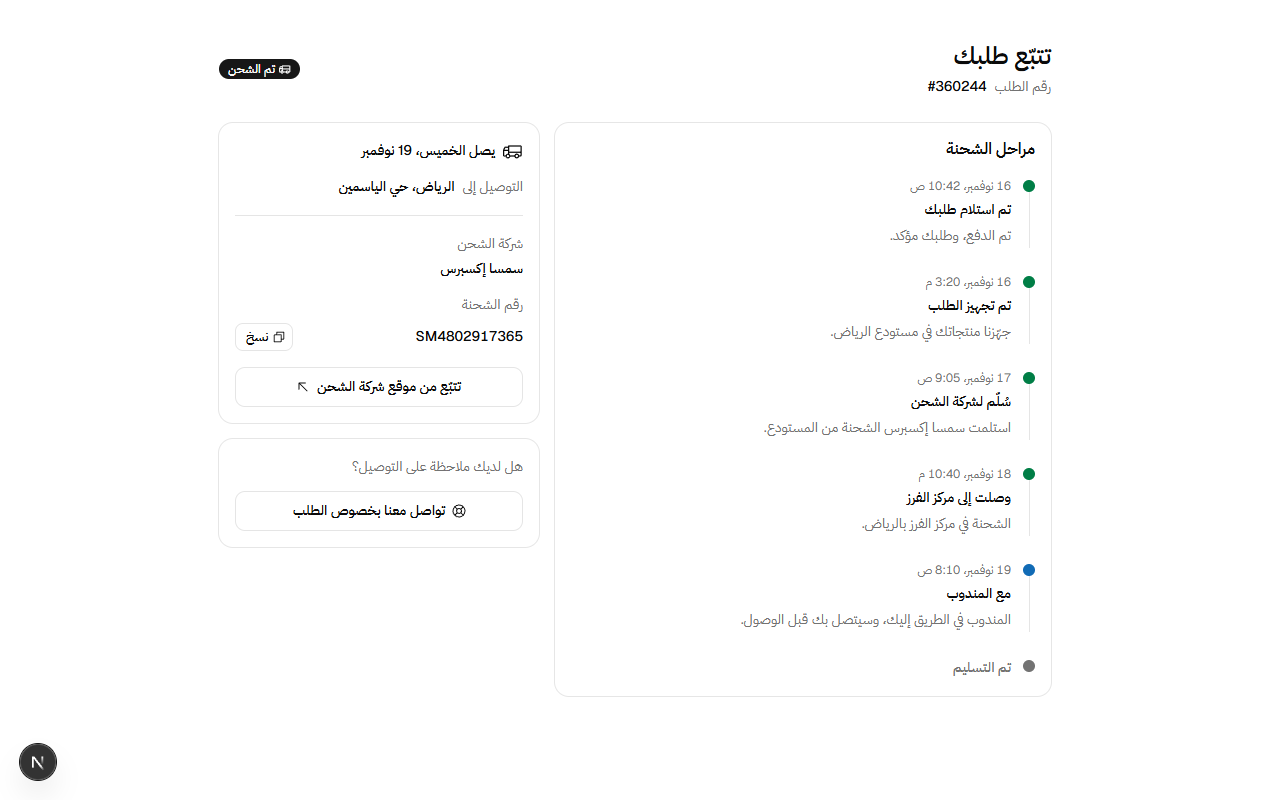 تتبّع طلبك
رقم الطلب #360244
تم الشحن
مراحل الشحنة
16 نوفمبر، 10:42 ص
تم استلام طلبك
تم الدفع، وطلبك مؤكد.
16 نوفمبر، 3:20 م
تم تجهيز الطلب
جهّزنا منتجاتك في مستودع الرياض.
17 نوفمبر، 9:05 ص
سُلّم لشركة الشحن
استلمت سمسا إكسبرس الشحنة من المستودع.
18 نوفمبر، 10:40 م
وصلت إلى مركز الفرز
الشحنة في مركز الفرز بالرياض.
19 نوفمبر، 8:10 ص
مع المندوب
المندوب في الطريق إليك، وسيتصل بك قبل الوصول.
تم التسليم
يصل الخميس، 19 نوفمبر
التوصيل إلى الرياض، حي الياسمين
شركة الشحن
سمسا إكسبرس
رقم الشحنة
SM4802917365
نسخ
تتبّع من موقع شركة الشحن
هل لديك ملاحظة على التوصيل؟
تواصل معنا بخصوص الطلب
N